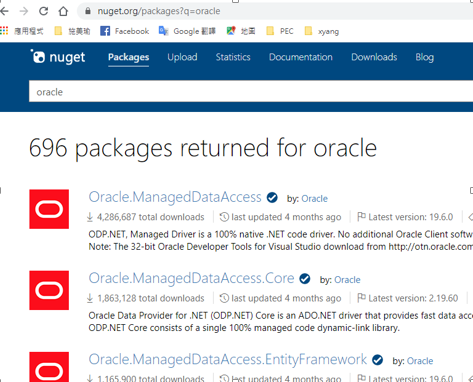 nuget.org/packages?q=oracle
應用程式 施美瑜 Facebook Google 翻譯 地圖 PEC xyang
nuget Packages Upload Statistics Documentation Downloads Blog
oracle
696 packages returned for oracle
Oracle.ManagedDataAccess by: Oracle
4,286,687 total downloads last updated 4 months ago Latest version: 19.6.0
ODP.NET, Managed Driver is a 100% native .NET code driver. No additional Oracle Client softw
Note: The 32-bit Oracle Developer Tools for Visual Studio download from http://otn.oracle.com
Oracle.ManagedDataAccess.Core by: Oracle
1,863,128 total downloads last updated 4 months ago Latest version: 2.19.60
Oracle Data Provider for .NET (ODP.NET) Core is an ADO.NET driver that provides fast data acce
ODP.NET Core consists of a single 100% managed code dynamic-link library.
Oracle.ManagedDataAccess.EntityFramework by: Oracle
1,165,900 total downloads last updated 4 months ago Latest version: 19.6.0